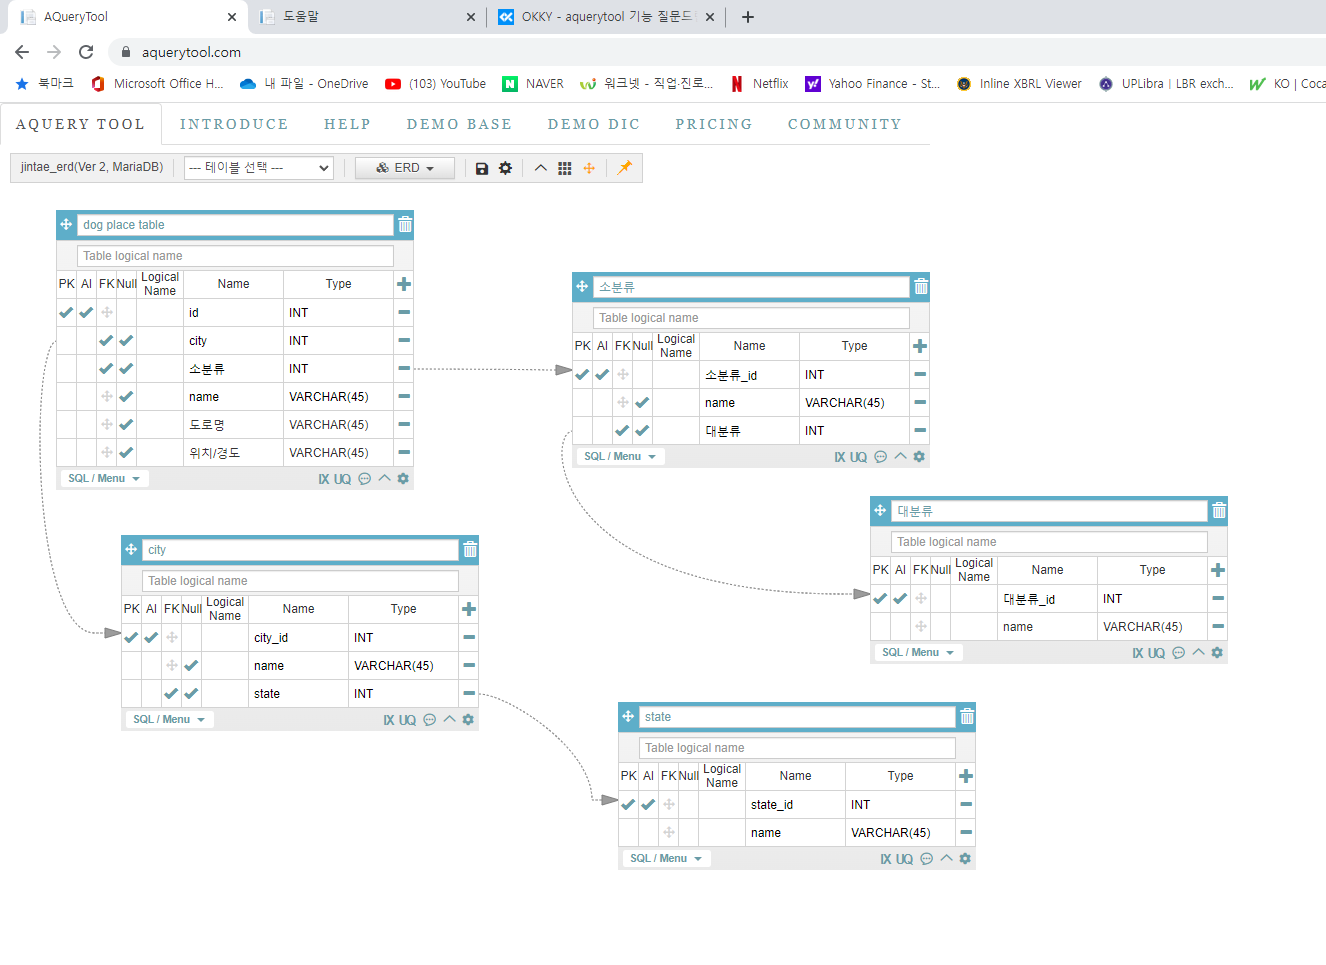 AQueryTool
도움말
OKKY - aquerytool 기능 질문드
aquerytool.com
북마크
Microsoft Office H...
내 파일 - OneDrive
(103) YouTube
NAVER
워크넷 - 직업·진로...
Netflix
Yahoo Finance - St...
Inline XBRL Viewer
UPLibra | LBR exch...
KO | Coca
AQUERY TOOL
INTRODUCE
HELP
DEMO BASE
DEMO DIC
PRICING
COMMUNITY
jintae_erd(Ver 2, MariaDB)
--- 테이블 선택 ---
ERD
dog place table
Table logical name
PK AI FK Null Logical Name Name Type
id INT
city INT
소분류 INT
name VARCHAR(45)
도로명 VARCHAR(45)
위치/경도 VARCHAR(45)
SQL / Menu IX UQ
소분류
Table logical name
PK AI FK Null Logical Name Name Type
소분류_id INT
name VARCHAR(45)
대분류 INT
SQL / Menu IX UQ
대분류
Table logical name
PK AI FK Null Logical Name Name Type
대분류_id INT
name VARCHAR(45)
SQL / Menu IX UQ
city
Table logical name
PK AI FK Null Logical Name Name Type
city_id INT
name VARCHAR(45)
state INT
SQL / Menu IX UQ
state
Table logical name
PK AI FK Null Logical Name Name Type
state_id INT
name VARCHAR(45)
SQL / Menu IX UQ